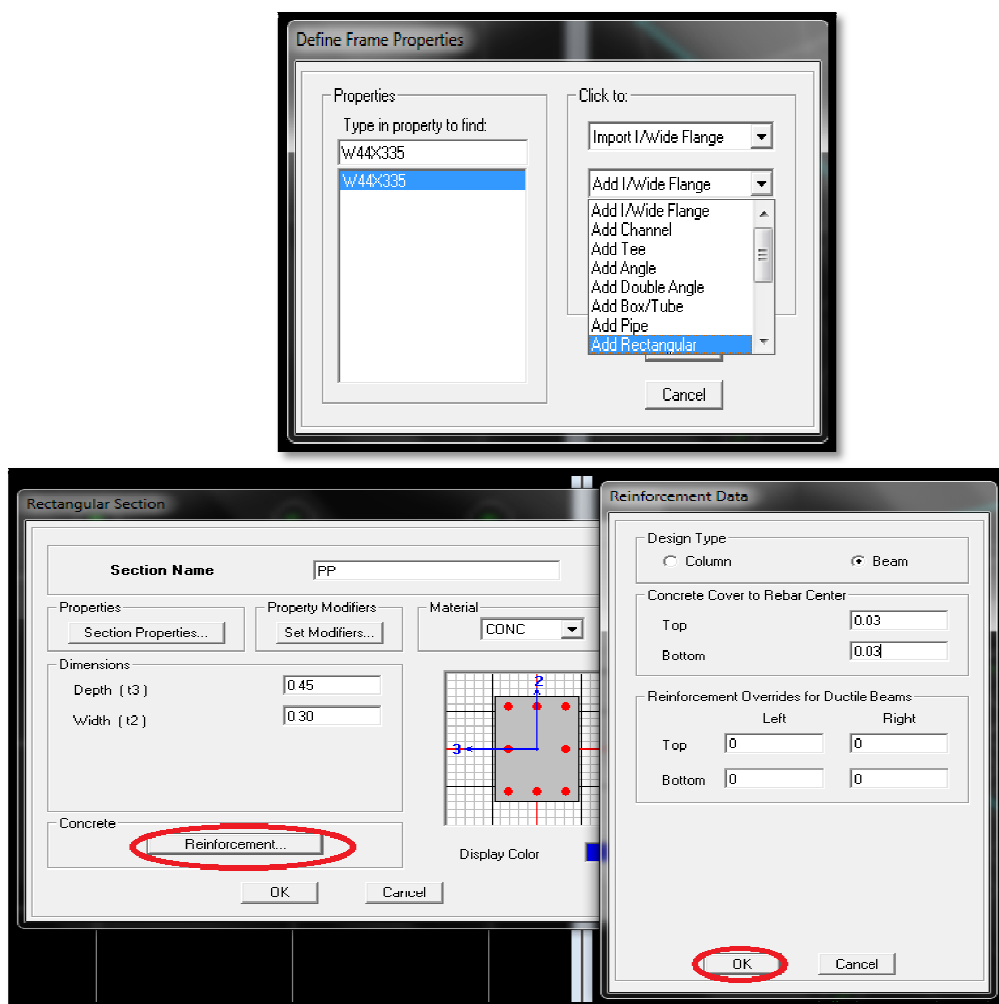 Define Frame Properties
Properties
Type in property to find:
W44X335
W44X335
Click to:
Import I/Wide Flange
Add I/Wide Flange
Add I/Wide Flange
Add Channel
Add Tee
Add Angle
Add Double Angle
Add Box/Tube
Add Pipe
Add Rectangular
Cancel
Rectangular Section
Section Name
PP
Properties
Section Properties...
Property Modifiers
Set Modifiers...
Material
CONC
Dimensions
Depth ( t3 )
0.45
Width ( t2 )
0.30
2
3
Concrete
Reinforcement...
Display Color
OK
Cancel
Reinforcement Data
Design Type
Column
Beam
Concrete Cover to Rebar Center
Top
0.03
Bottom
0.03
Reinforcement Overrides for Ductile Beams
Left
Right
Top
0
0
Bottom
0
0
OK
Cancel